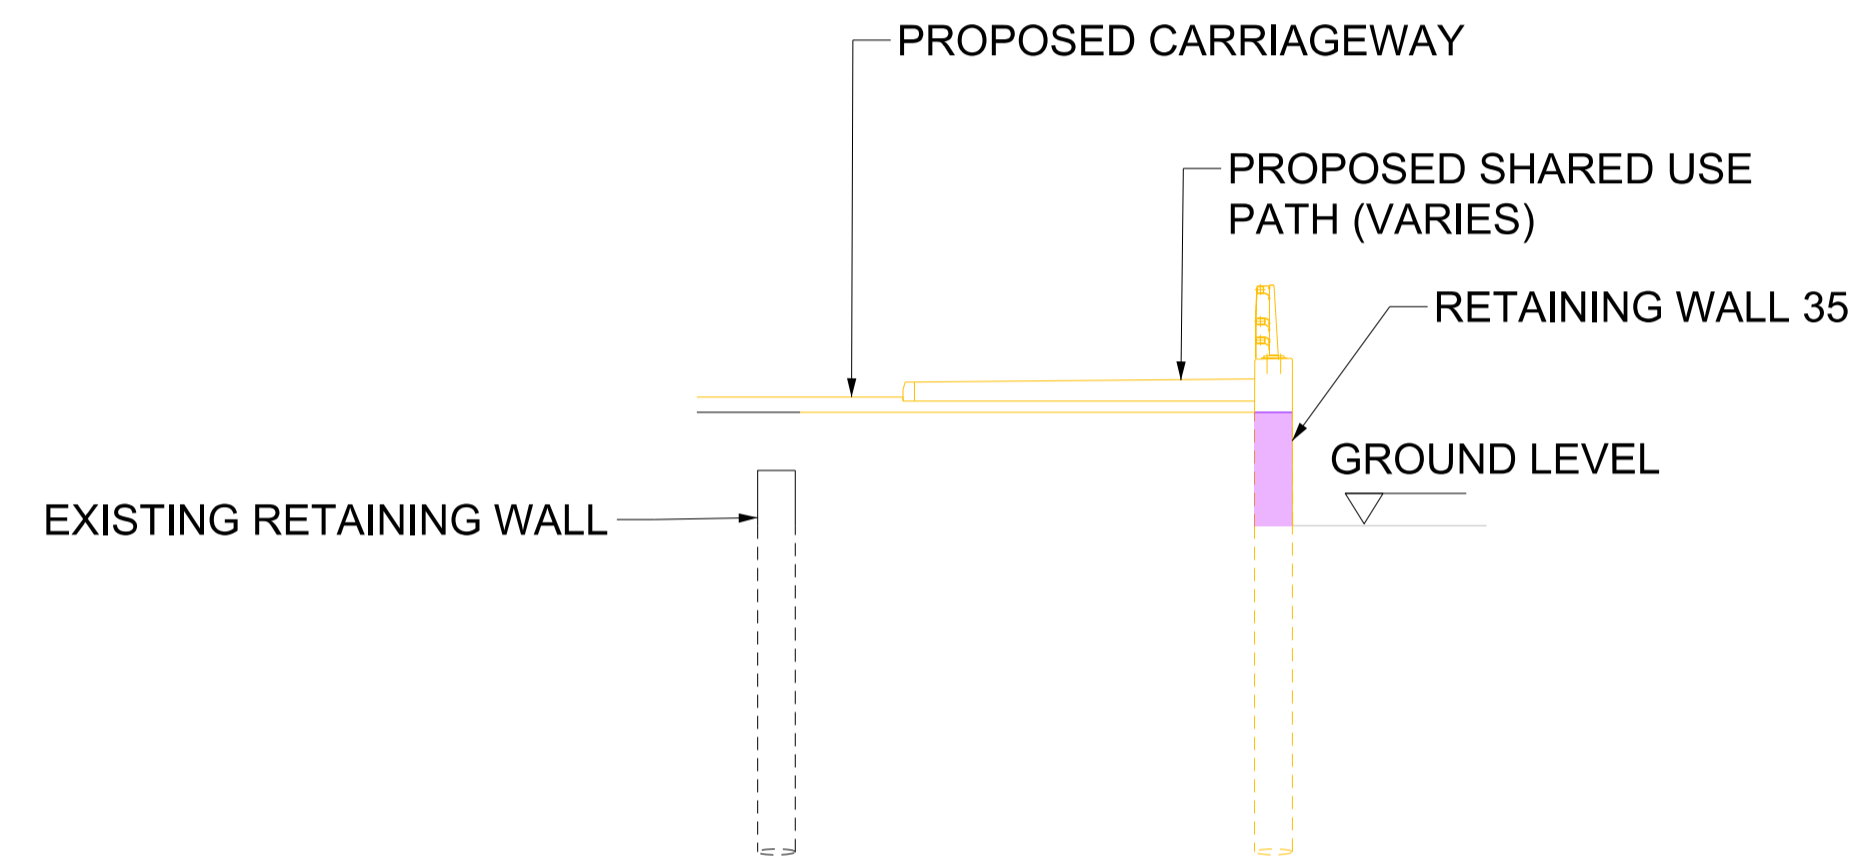 PROPOSED CARRIAGEWAY
PROPOSED SHARED USE
PATH (VARIES)
RETAINING WALL 35
GROUND LEVEL
EXISTING RETAINING WALL